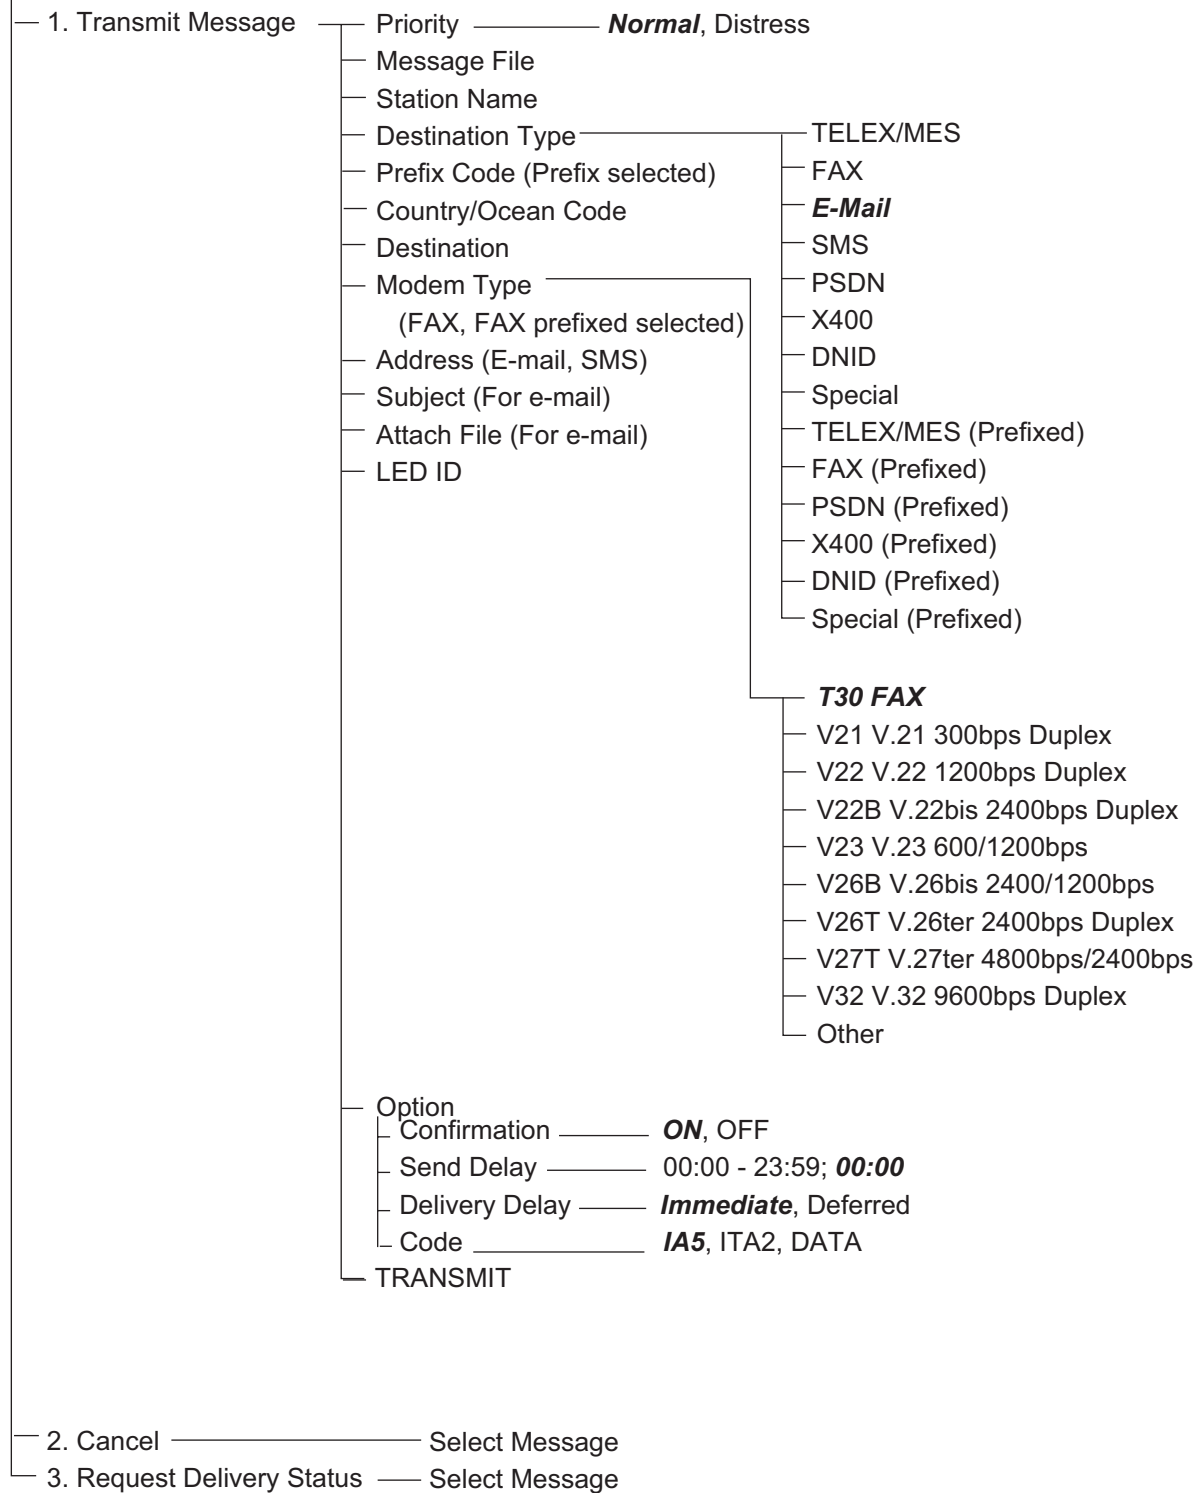 1. Transmit Message
Priority
Normal, Distress
Message File
Station Name
Destination Type
TELEX/MES
Prefix Code (Prefix selected)
FAX
Country/Ocean Code
E-Mail
Destination
SMS
Modem Type
PSDN
(FAX, FAX prefixed selected)
X400
Address (E-mail, SMS)
DNID
Subject (For e-mail)
Special
Attach File (For e-mail)
TELEX/MES (Prefixed)
LED ID
FAX (Prefixed)
PSDN (Prefixed)
X400 (Prefixed)
DNID (Prefixed)
Special (Prefixed)
T30 FAX
V21 V.21 300bps Duplex
V22 V.22 1200bps Duplex
V22B V.22bis 2400bps Duplex
V23 V.23 600/1200bps
V26B V.26bis 2400/1200bps
V26T V.26ter 2400bps Duplex
V27T V.27ter 4800bps/2400bps
V32 V.32 9600bps Duplex
Other
Option
Confirmation
ON, OFF
Send Delay
00:00 - 23:59; 00:00
Delivery Delay
Immediate, Deferred
Code
IA5, ITA2, DATA
TRANSMIT
2. Cancel
Select Message
3. Request Delivery Status
Select Message